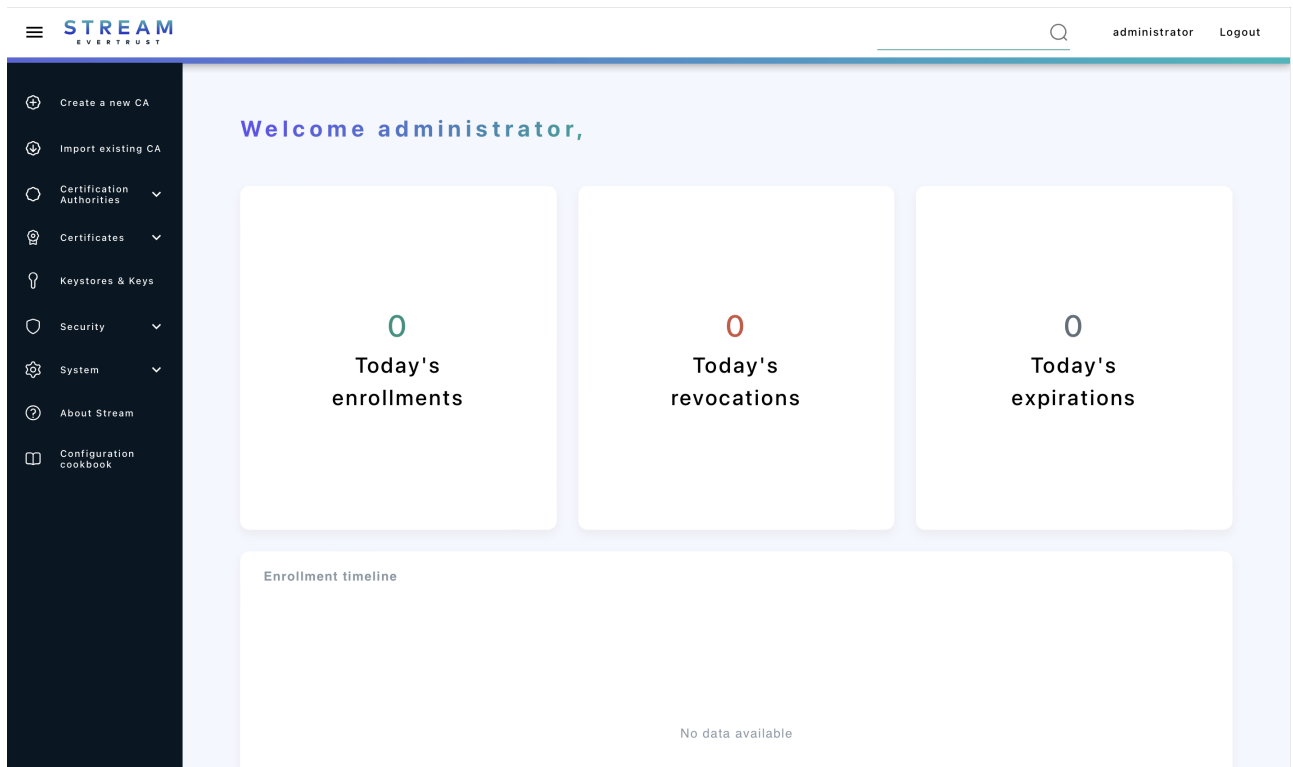 STREAM
EVERTRUST
administrator
Logout
Create a new CA
Import existing CA
Certification
Authorities
Certificates
Keystores & Keys
Security
System
About Stream
Configuration
cookbook
Welcome administrator,
0
Today's
enrollments
0
Today's
revocations
0
Today's
expirations
Enrollment timeline
No data available